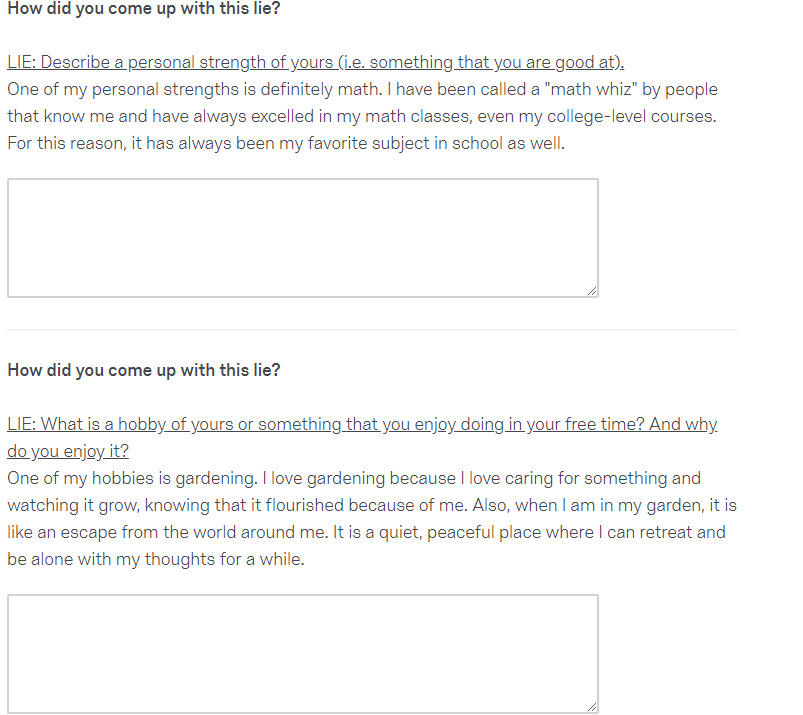 How did you come up with this lie?
LIE: Describe a personal strength of yours (i.e. something that you are good at).
One of my personal strengths is definitely math. I have been called a "math whiz" by people
that know me and have always excelled in my math classes, even my college-level courses.
For this reason, it has always been my favorite subject in school as well.
How did you come up with this lie?
LIE: What is a hobby of yours or something that you enjoy doing in your free time? And why
do you enjoy it?
One of my hobbies is gardening. I love gardening because I love caring for something and
watching it grow, knowing that it flourished because of me. Also, when I am in my garden, it is
like an escape from the world around me. It is a quiet, peaceful place where I can retreat and
be alone with my thoughts for a while.